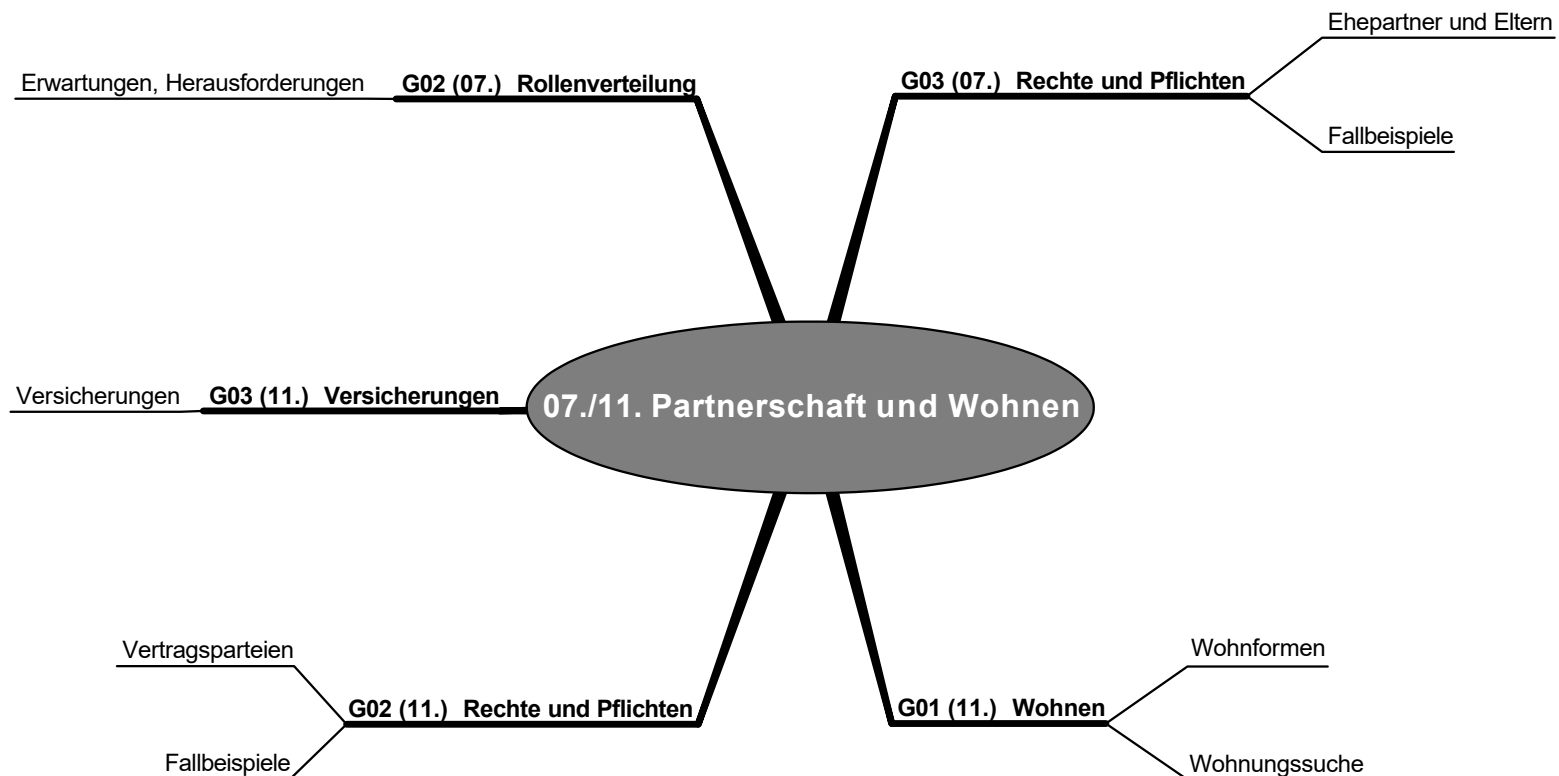 Ehepartner und Eltern
Erwartungen, Herausforderungen
G02 (07.) Rollenverteilung
G03 (07.) Rechte und Pflichten
Fallbeispiele
Versicherungen
G03 (11.) Versicherungen
07./11. Partnerschaft und Wohnen
Vertragsparteien
Wohnformen
G02 (11.) Rechte und Pflichten
G01 (11.) Wohnen
Fallbeispiele
Wohnungssuche